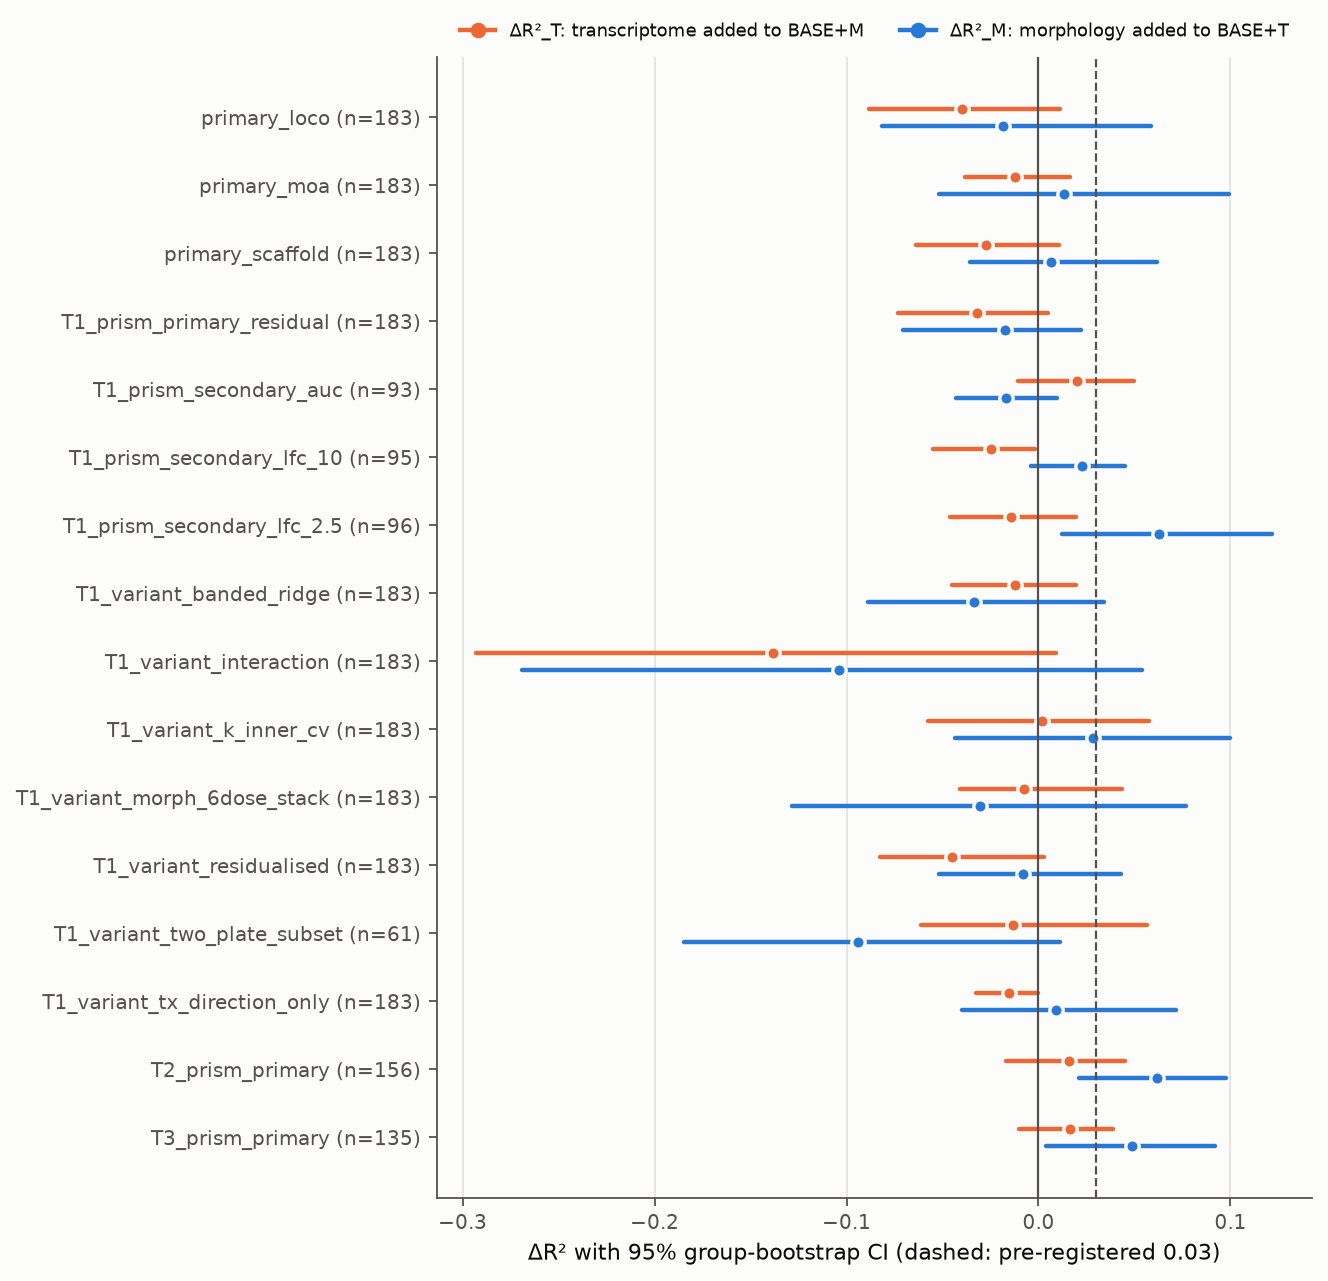 ΔR²_T: transcriptome added to BASE+M
ΔR²_M: morphology added to BASE+T
primary_loco (n=183)
primary_moa (n=183)
primary_scaffold (n=183)
T1_prism_primary_residual (n=183)
T1_prism_secondary_auc (n=93)
T1_prism_secondary_lfc_10 (n=95)
T1_prism_secondary_lfc_2.5 (n=96)
T1_variant_banded_ridge (n=183)
T1_variant_interaction (n=183)
T1_variant_k_inner_cv (n=183)
T1_variant_morph_6dose_stack (n=183)
T1_variant_residualised (n=183)
T1_variant_two_plate_subset (n=61)
T1_variant_tx_direction_only (n=183)
T2_prism_primary (n=156)
T3_prism_primary (n=135)
−0.3 −0.2 −0.1 0.0 0.1
ΔR² with 95% group-bootstrap CI (dashed: pre-registered 0.03)